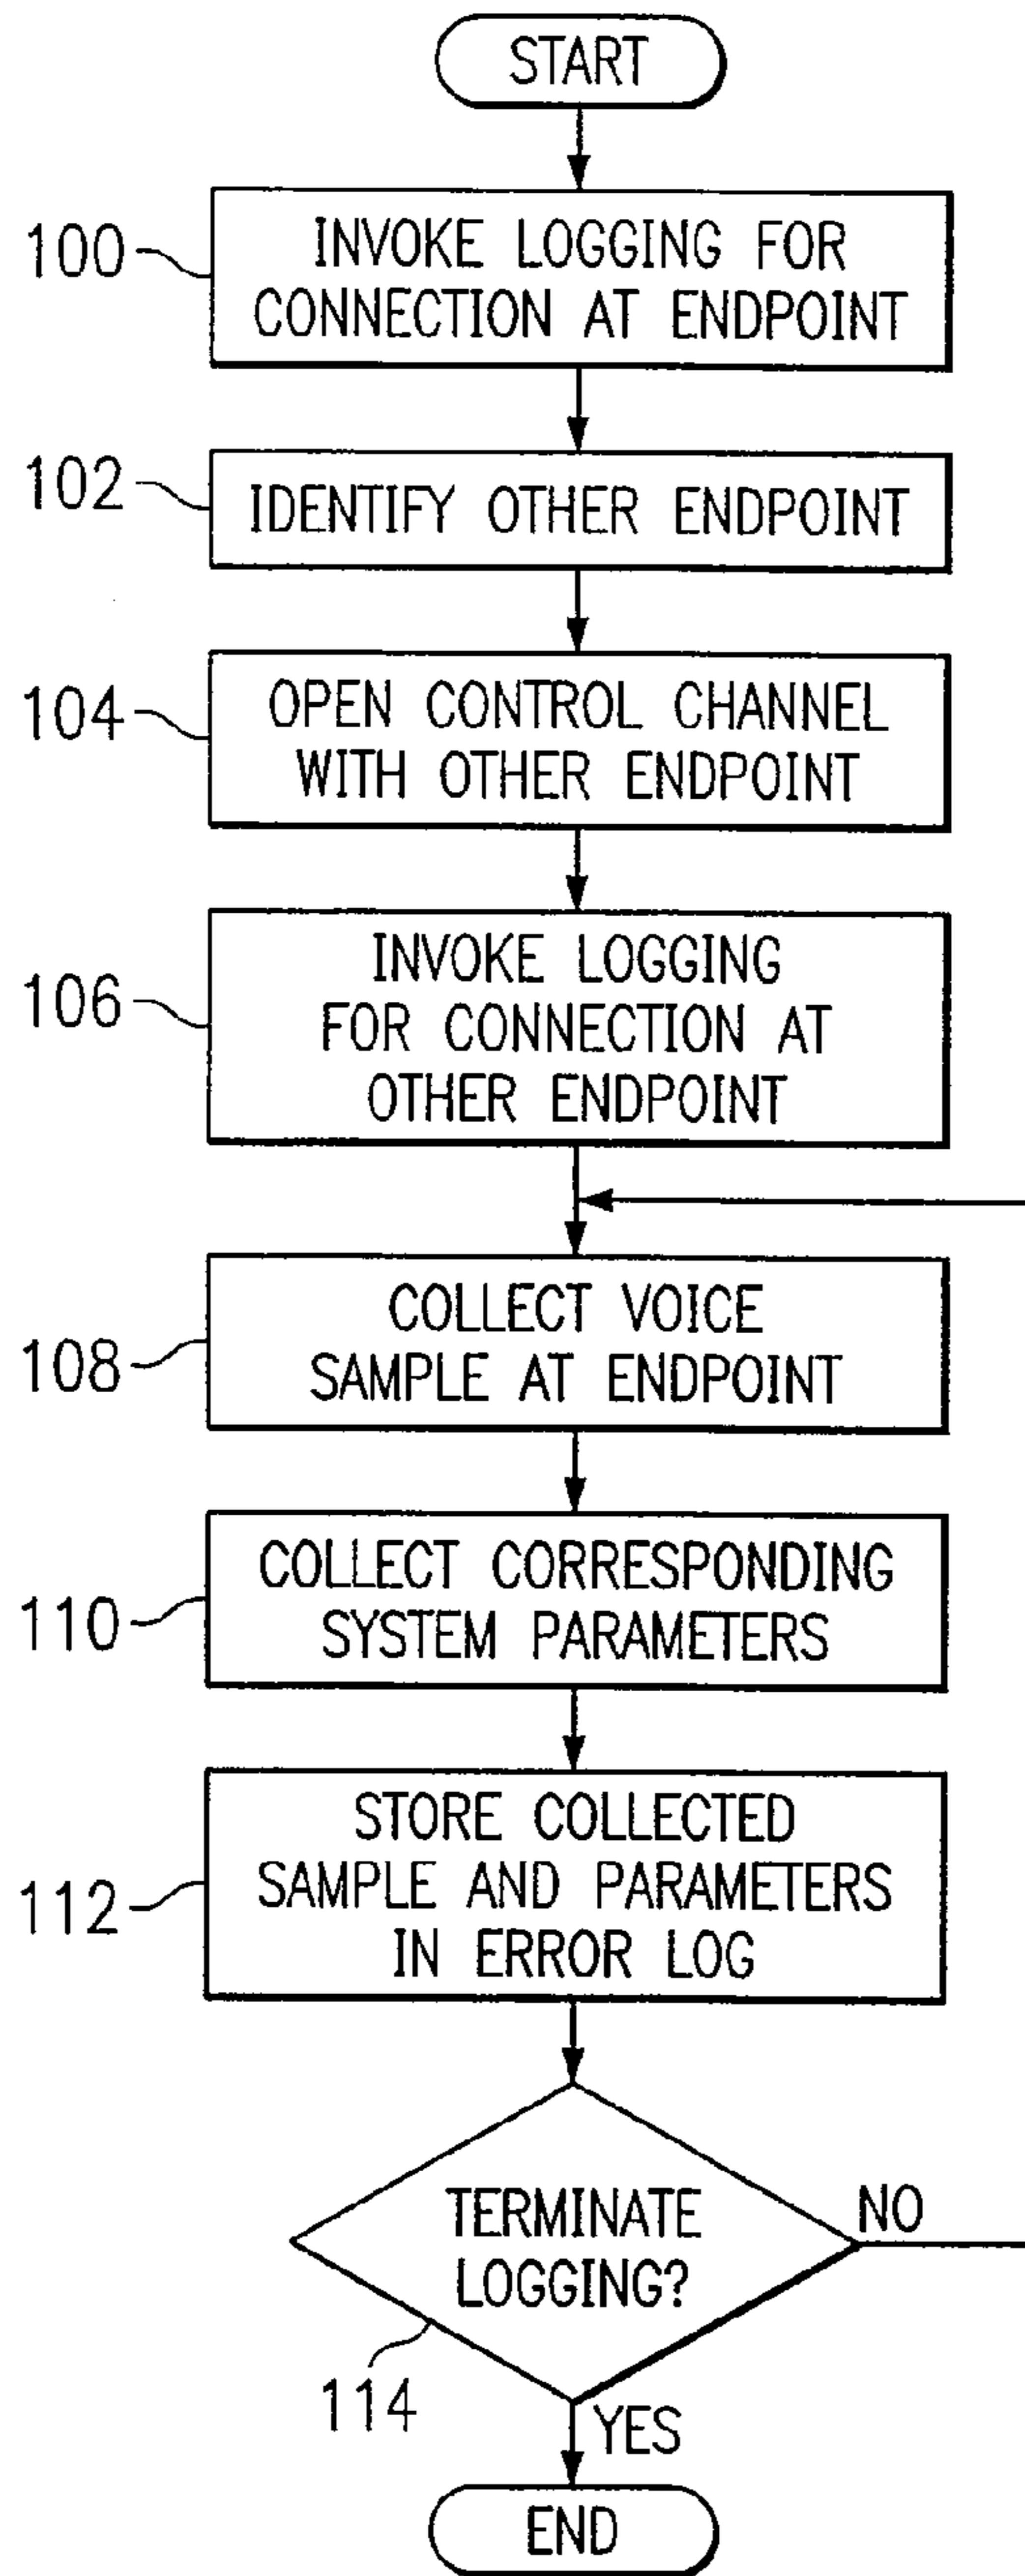 START
100
INVOKE LOGGING FOR
CONNECTION AT ENDPOINT
102
IDENTIFY OTHER ENDPOINT
104
OPEN CONTROL CHANNEL
WITH OTHER ENDPOINT
106
INVOKE LOGGING
FOR CONNECTION AT
OTHER ENDPOINT
108
COLLECT VOICE
SAMPLE AT ENDPOINT
110
COLLECT CORRESPONDING
SYSTEM PARAMETERS
112
STORE COLLECTED
SAMPLE AND PARAMETERS
IN ERROR LOG
TERMINATE
LOGGING?
NO
114
YES
END